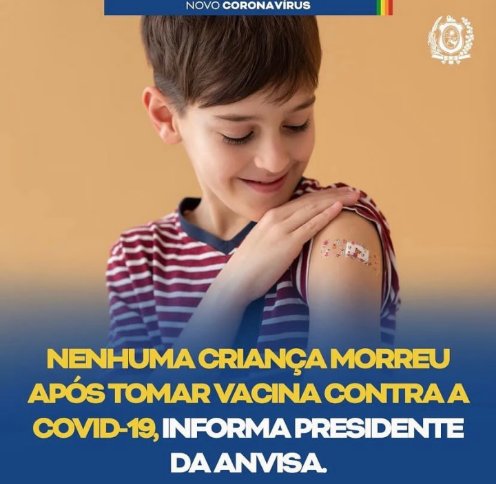 NOVO CORONAVÍRUS
NENHUMA CRIANÇA MORREU
APÓS TOMAR VACINA CONTRA A
COVID-19, INFORMA PRESIDENTE
DA ANVISA.